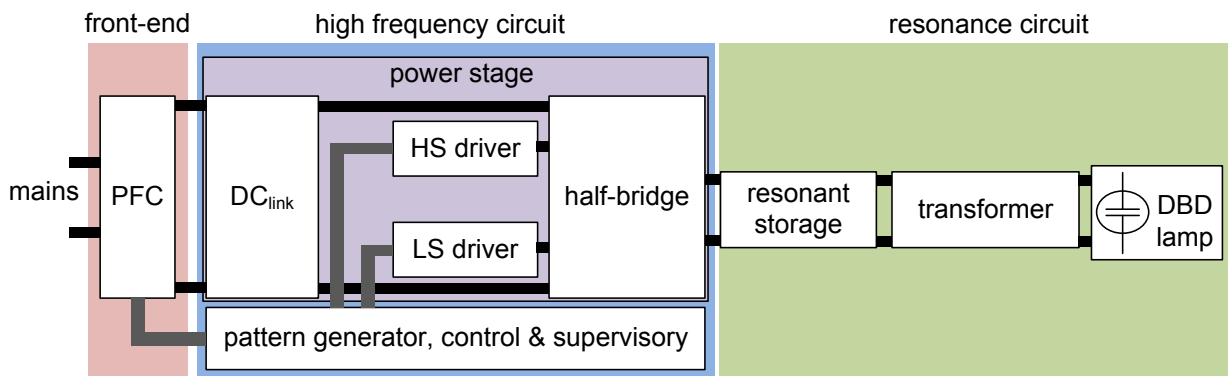 front-end
high frequency circuit
resonance circuit
power stage
mains
PFC
DClink
HS driver
LS driver
half-bridge
resonant
storage
transformer
DBD
lamp
pattern generator, control & supervisory